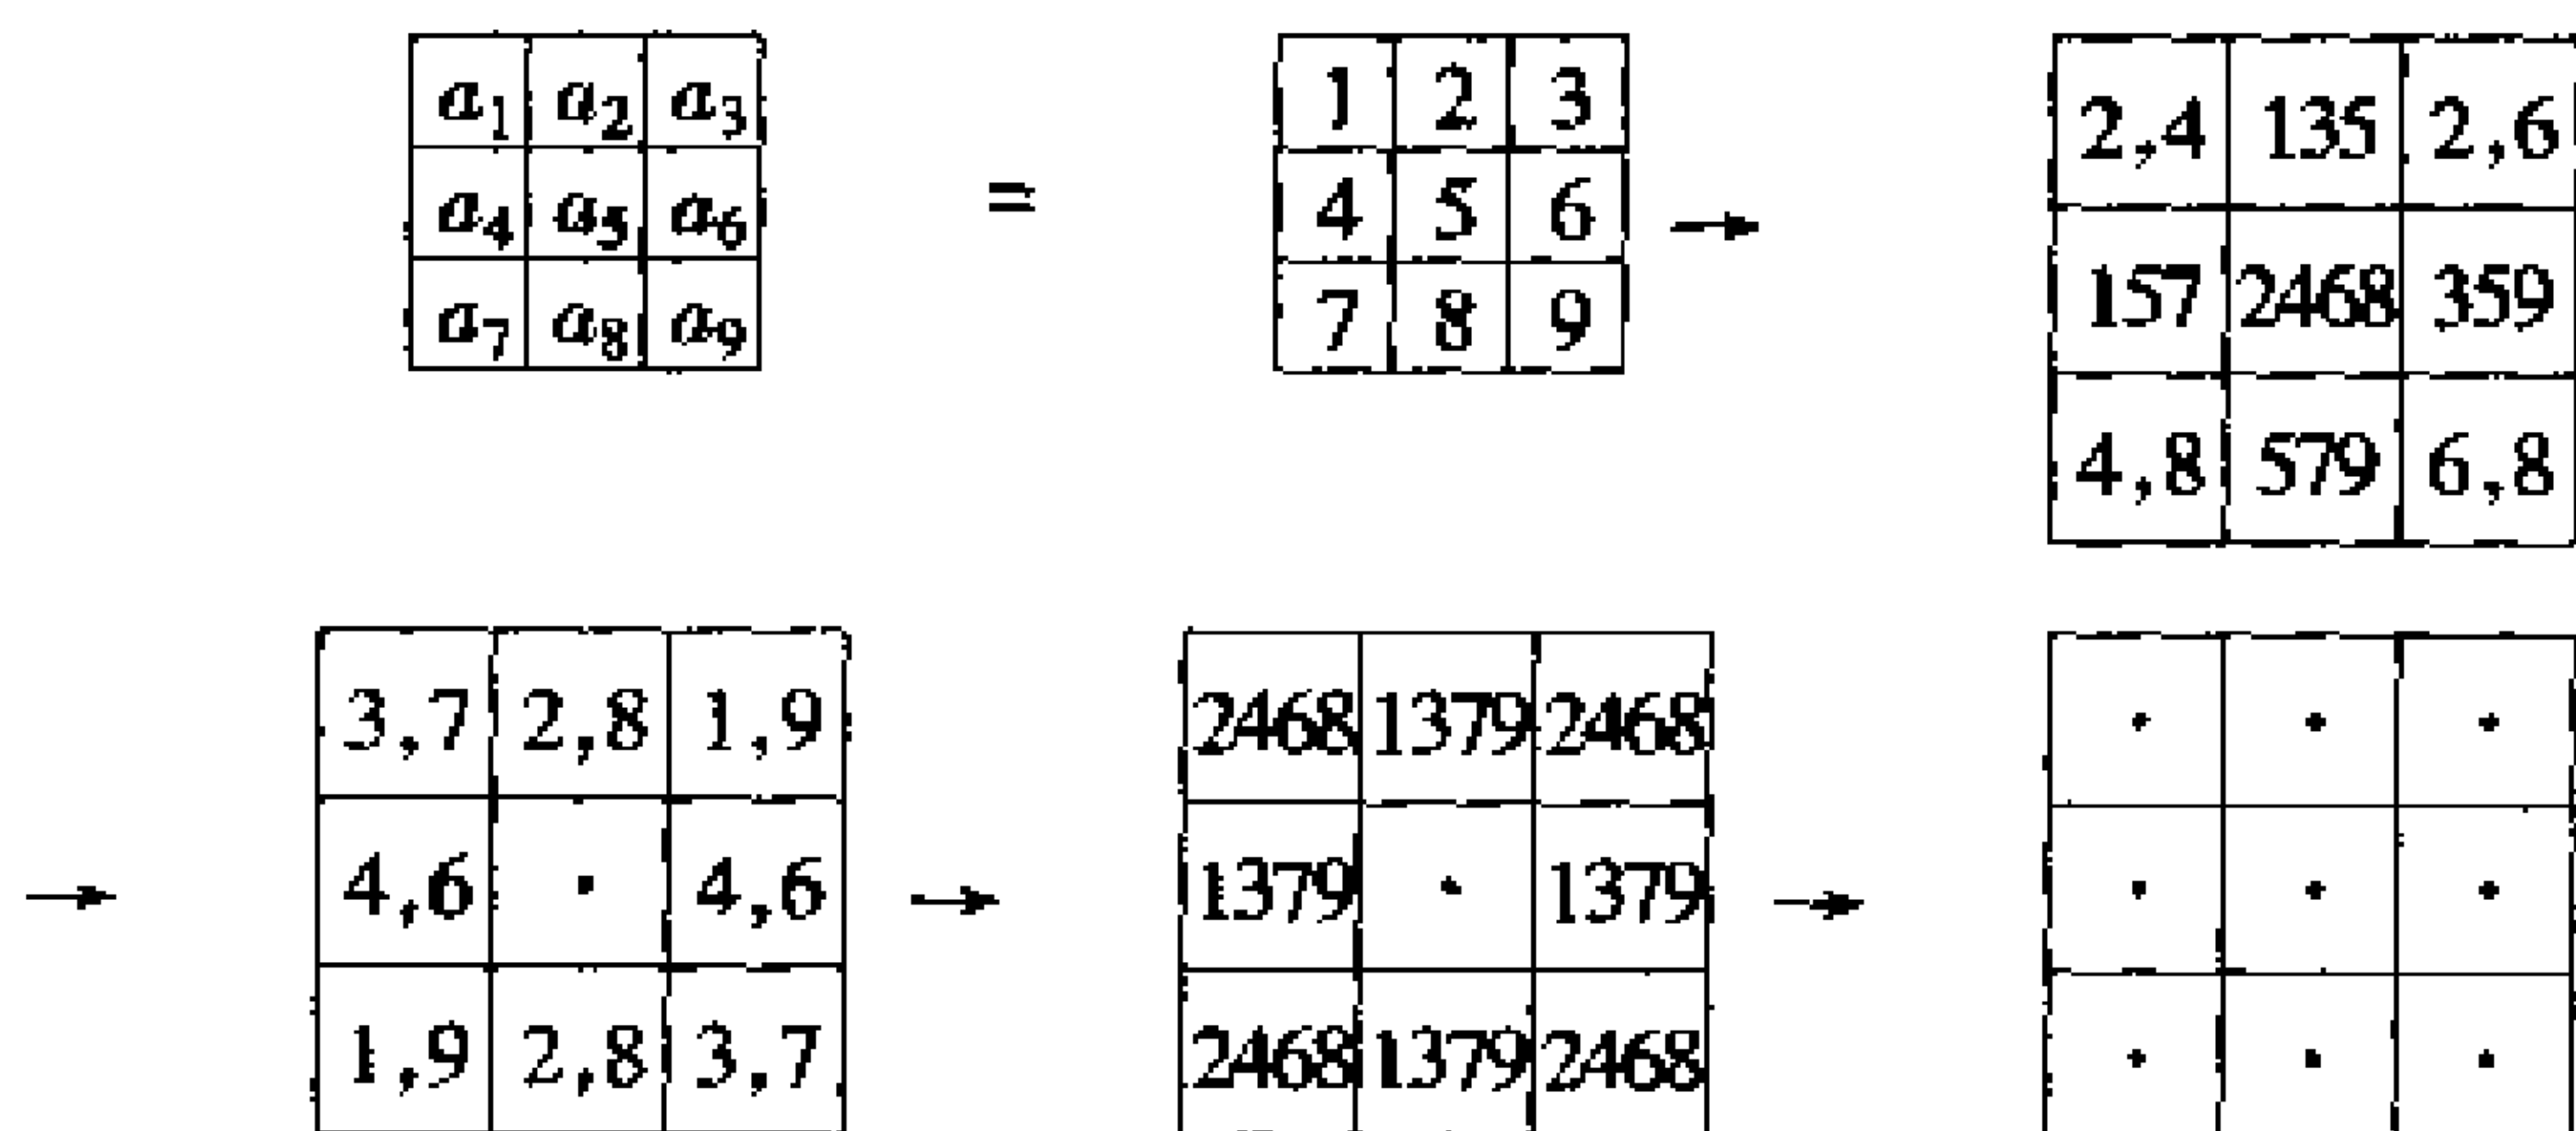 a₁ a₂ a₃ 1 2 3 2,4 135 2,6
a₄ a₅ a₆ = 4 5 6 → 157 2468 359
a₇ a₈ a₉ 7 8 9 4,8 579 6,8
3,7 2,8 1,9 2468 1379 2468 · · ·
→ 4,6 · 4,6 → 1379 · 1379 → · · ·
1,9 2,8 3,7 2468 1379 2468 · · ·